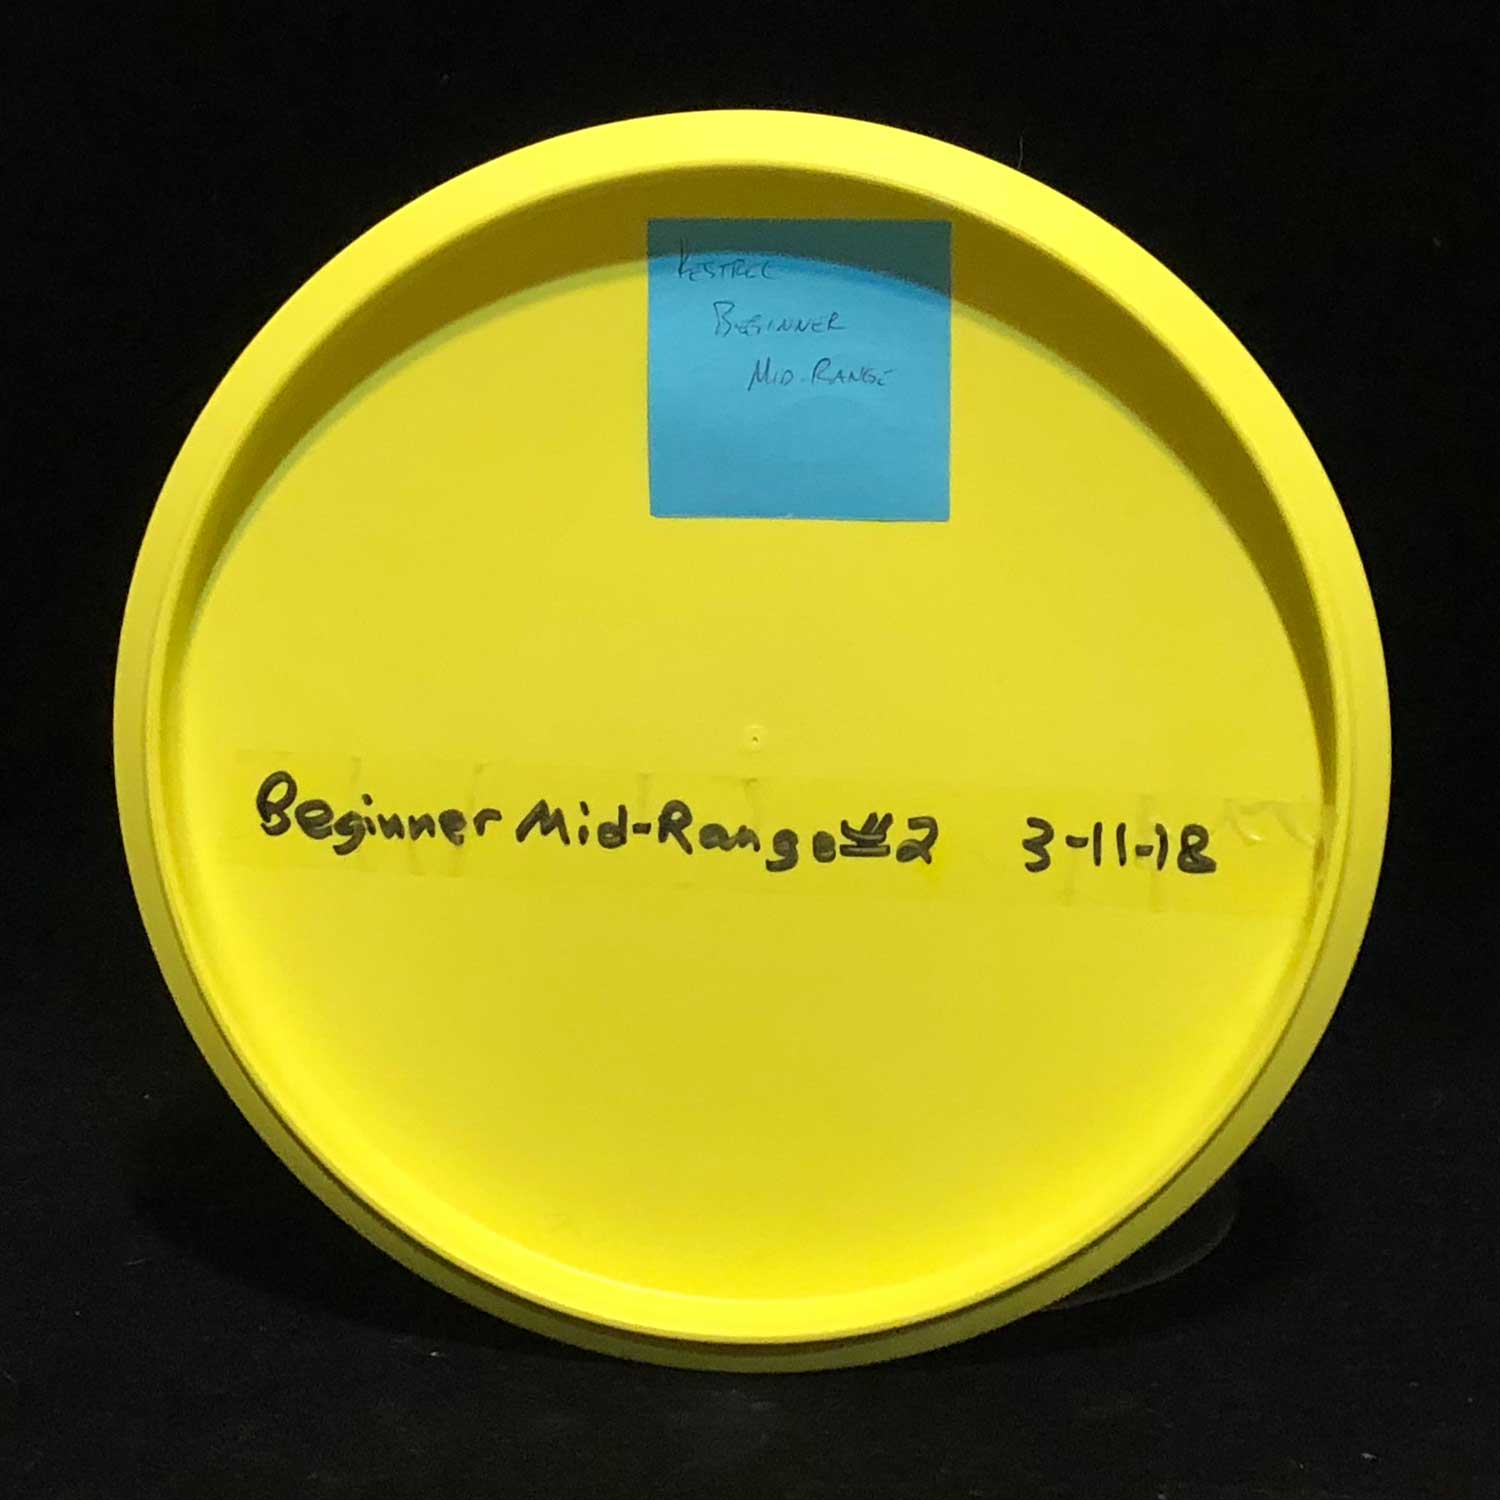 KESTREL
BEGINNER
MID-RANGE
Beginner Mid-Range #2 3-11-18